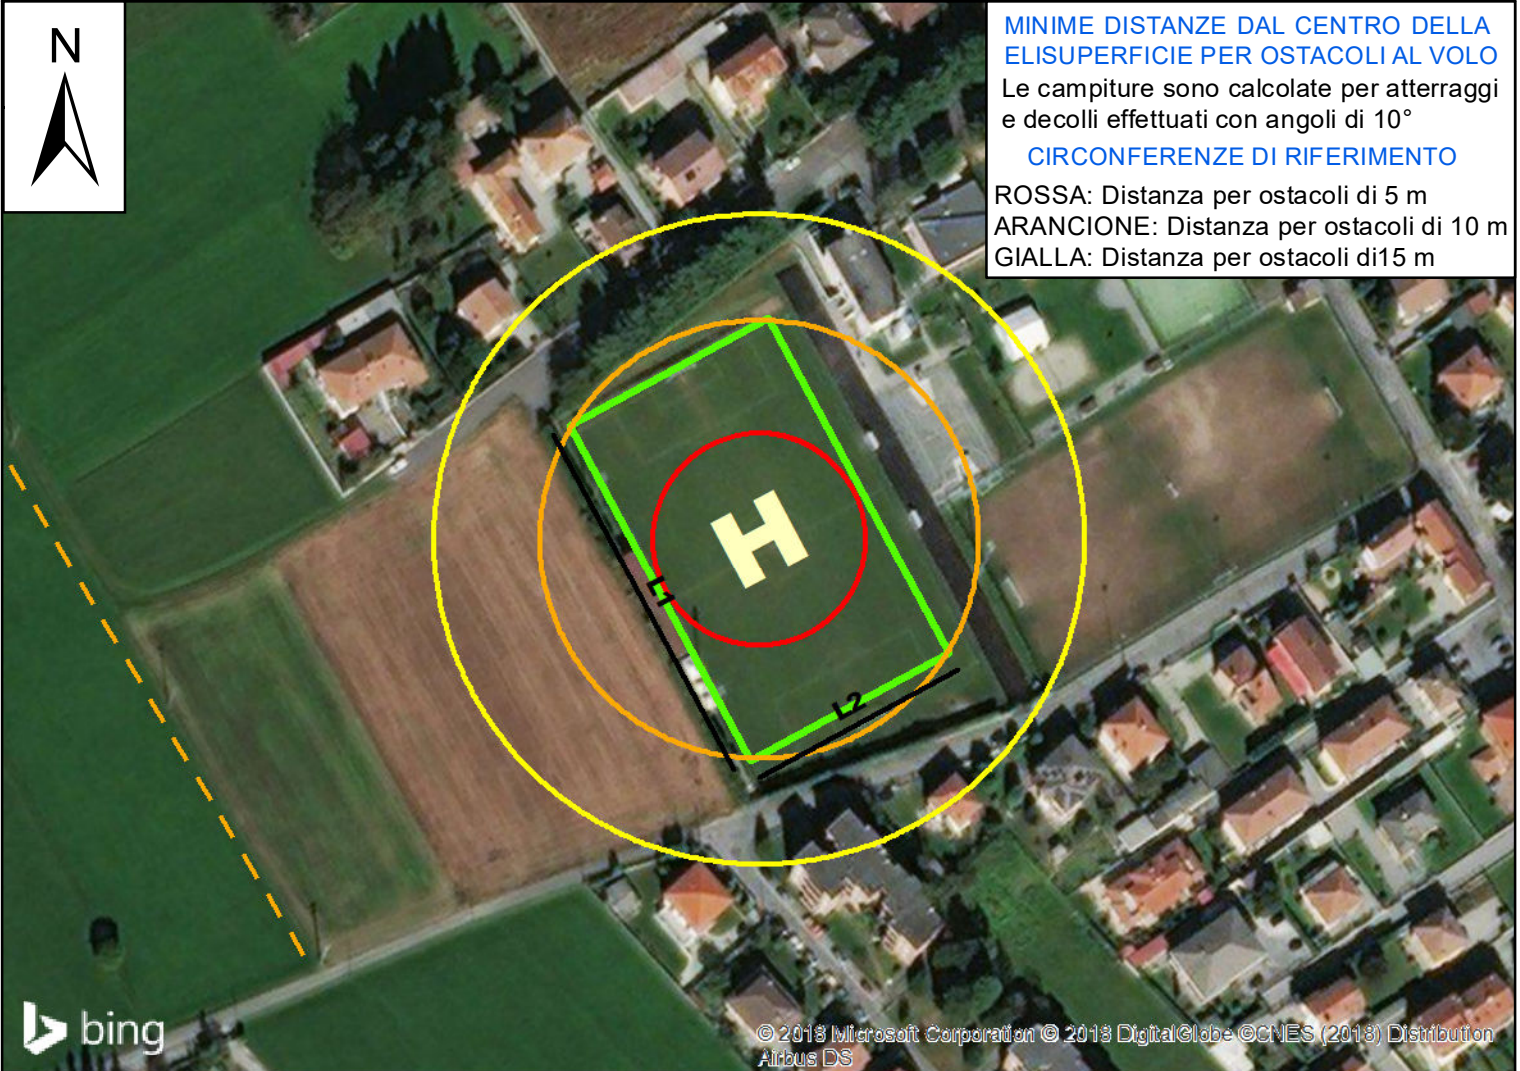 N
MINIME DISTANZE DAL CENTRO DELLA
ELISUPERFICIE PER OSTACOLI AL VOLO
Le campiture sono calcolate per atterraggi
e decolli effettuati con angoli di 10°
CIRCONFERENZE DI RIFERIMENTO
ROSSA: Distanza per ostacoli di 5 m
ARANCIONE: Distanza per ostacoli di 10 m
GIALLA: Distanza per ostacoli di15 m
H
L1
L2
bing
© 2018 Microsoft Corporation © 2018 DigitalGlobe ©CNES (2018) Distribution
Airbus DS